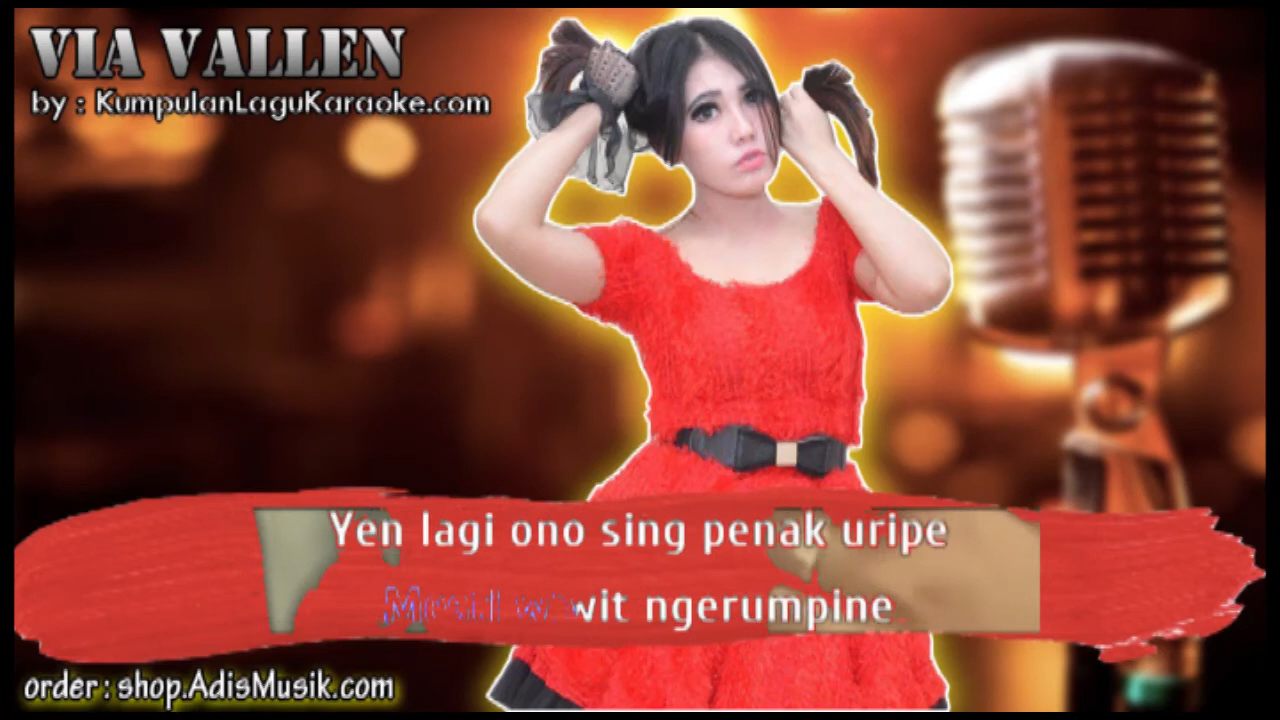 VIA VALLEN
by : KumpulanLaguKaraoke.com
Yen lagi ono sing penak uripe
wit ngerumpine
order : shop.AdisMusik.com